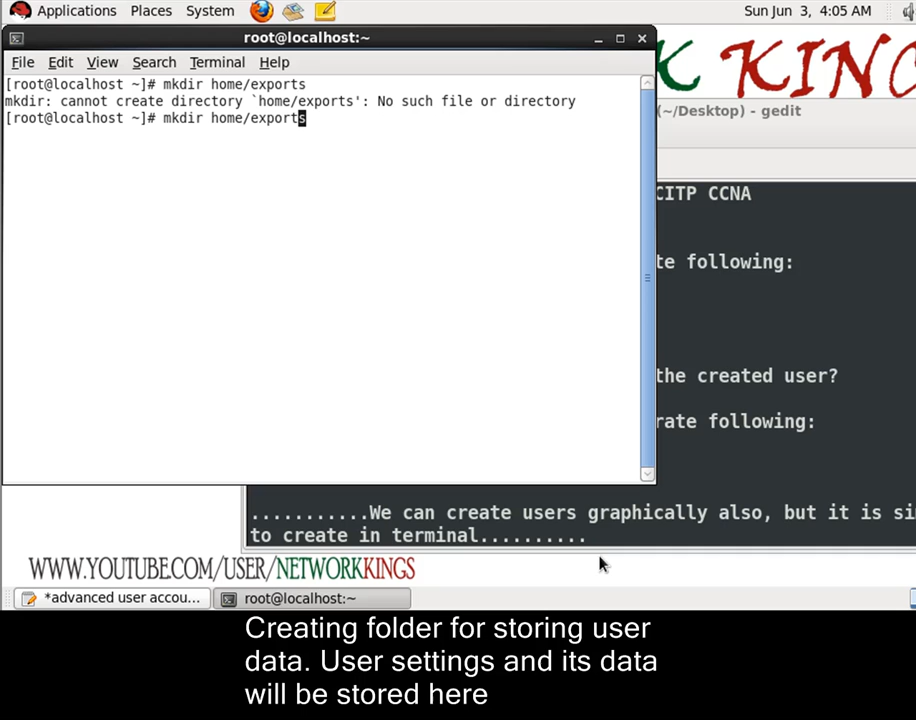 Applications Places System Sun Jun 3, 4:05 AM
root@localhost:~
File Edit View Search Terminal Help
[root@localhost ~]# mkdir home/exports
mkdir: cannot create directory `home/exports': No such file or directory
[root@localhost ~]# mkdir home/exports
K KING
(~/Desktop) - gedit
CITP CCNA
te following:
the created user?
rate following:
...........We can create users graphically also, but it is si
to create in terminal..........
WWW.YOUTUBE.COM/USER/NETWORKKINGS
*advanced user accou... root@localhost:~
Creating folder for storing user
data. User settings and its data
will be stored here